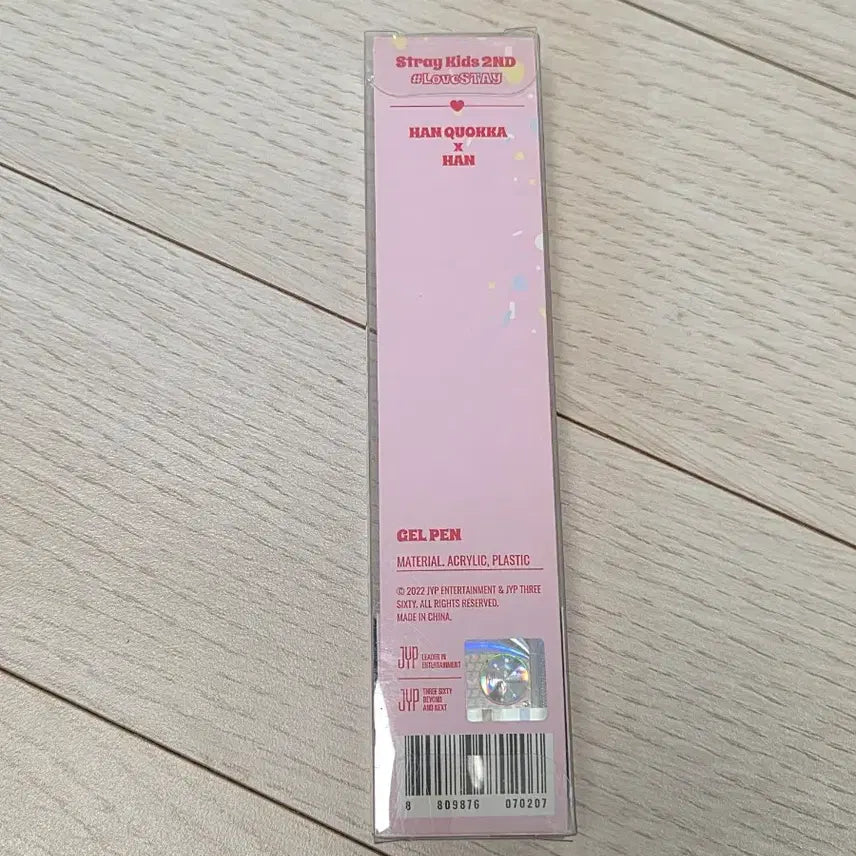 Stray Kids 2ND
#LoveSTAY
HAN QUOKKA
x
HAN
GEL PEN
MATERIAL. ACRYLIC, PLASTIC
© 2022 JYP ENTERTAINMENT & JYP THREE
SIXTY. ALL RIGHTS RESERVED.
MADE IN CHINA.
JYP LEADER IN
ENTERTAINMENT
JYP THREE SIXTY
BEYOND
AND NEXT
8 809876 070207